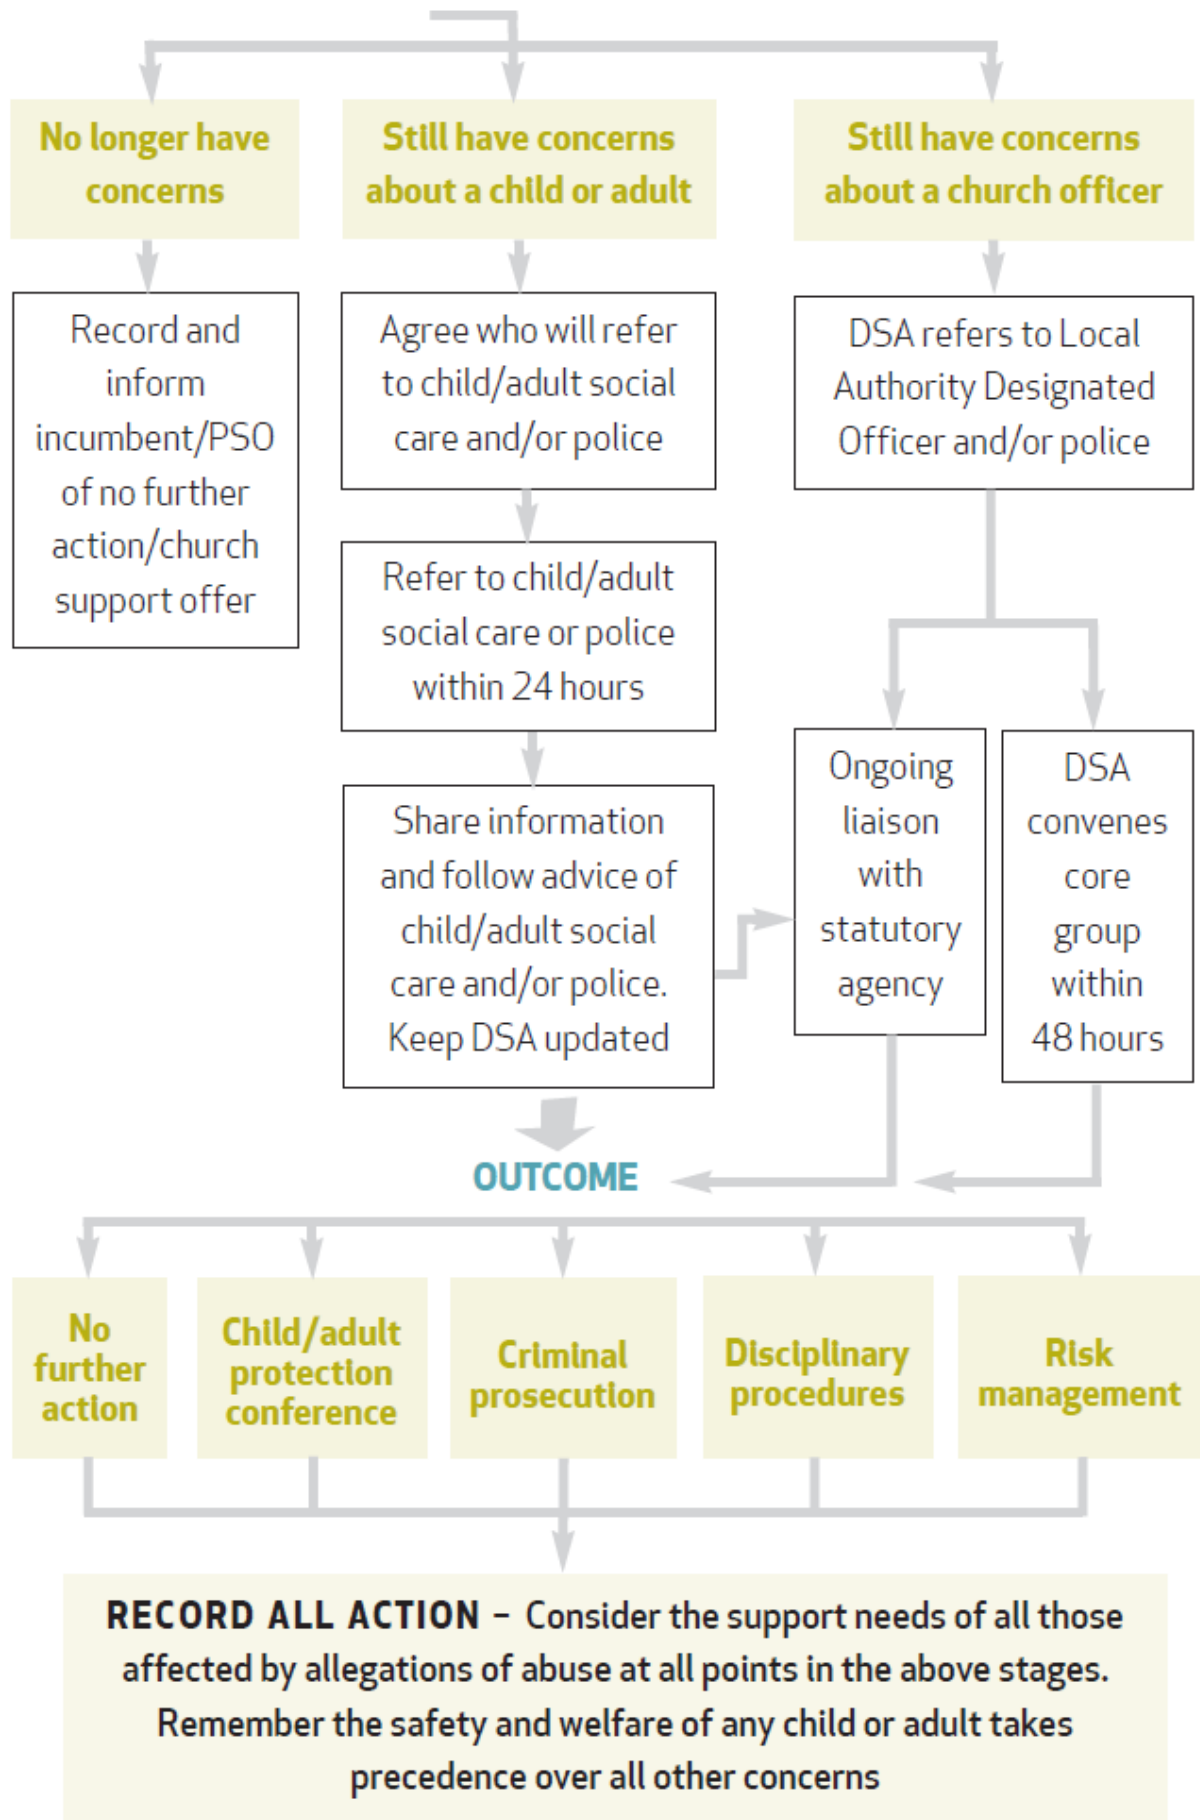 No longer have
concerns
Still have concerns
about a child or adult
Still have concerns
about a church officer
Record and
inform
incumbent/PSO
of no further
action/church
support offer
Agree who will refer
to child/adult social
care and/or police
DSA refers to Local
Authority Designated
Officer and/or police
Refer to child/adult
social care or police
within 24 hours
Share information
and follow advice of
child/adult social
care and/or police.
Keep DSA updated
Ongoing
liaison
with
statutory
agency
DSA
convenes
core
group
within
48 hours
OUTCOME
No
further
action
Child/adult
protection
conference
Criminal
prosecution
Disciplinary
procedures
Risk
management
RECORD ALL ACTION – Consider the support needs of all those
affected by allegations of abuse at all points in the above stages.
Remember the safety and welfare of any child or adult takes
precedence over all other concerns